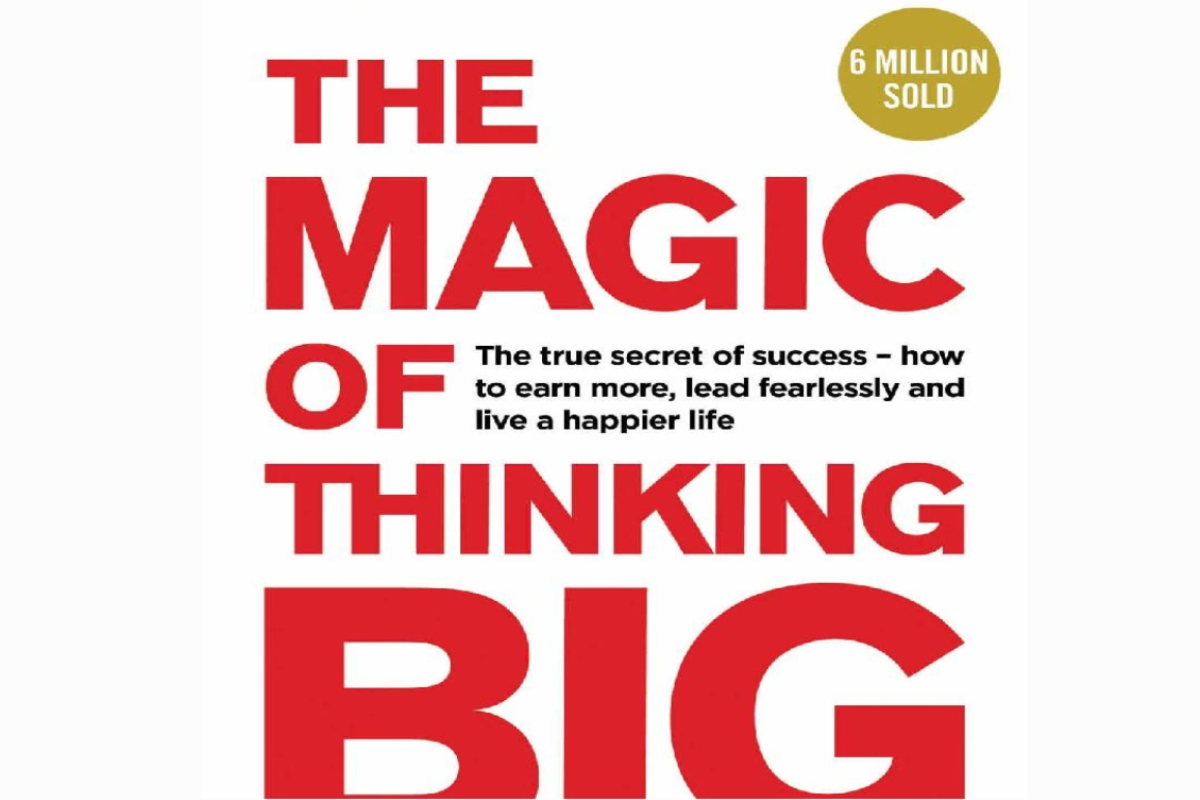 THE
6 MILLION
SOLD
MAGIC
OF
The true secret of success – how
to earn more, lead fearlessly and
live a happier life
THINKING
BIG